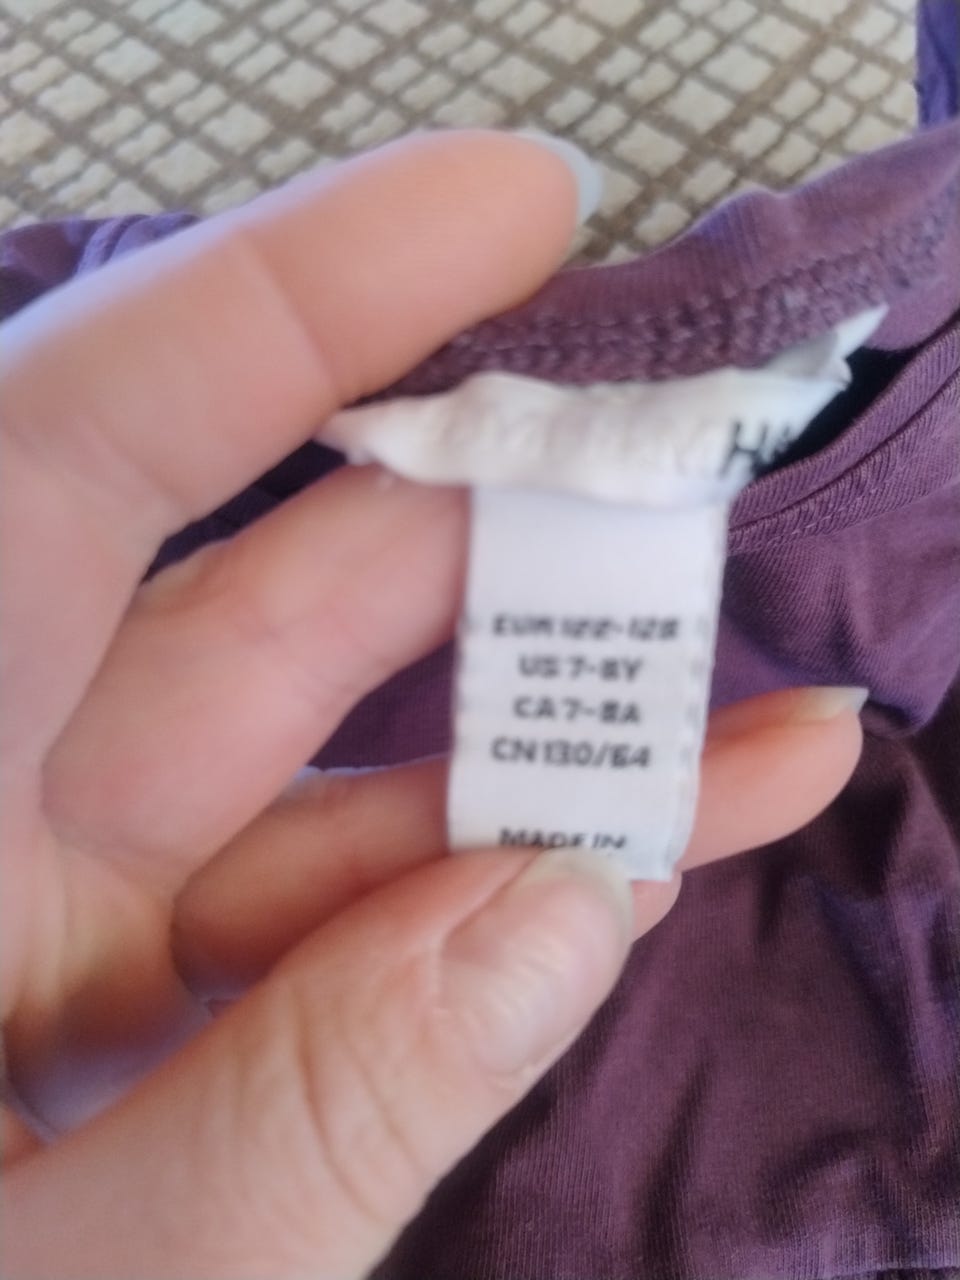 H&M
EUR 122-128
US 7-8Y
CA 7-8A
CN 130/64
MADE IN